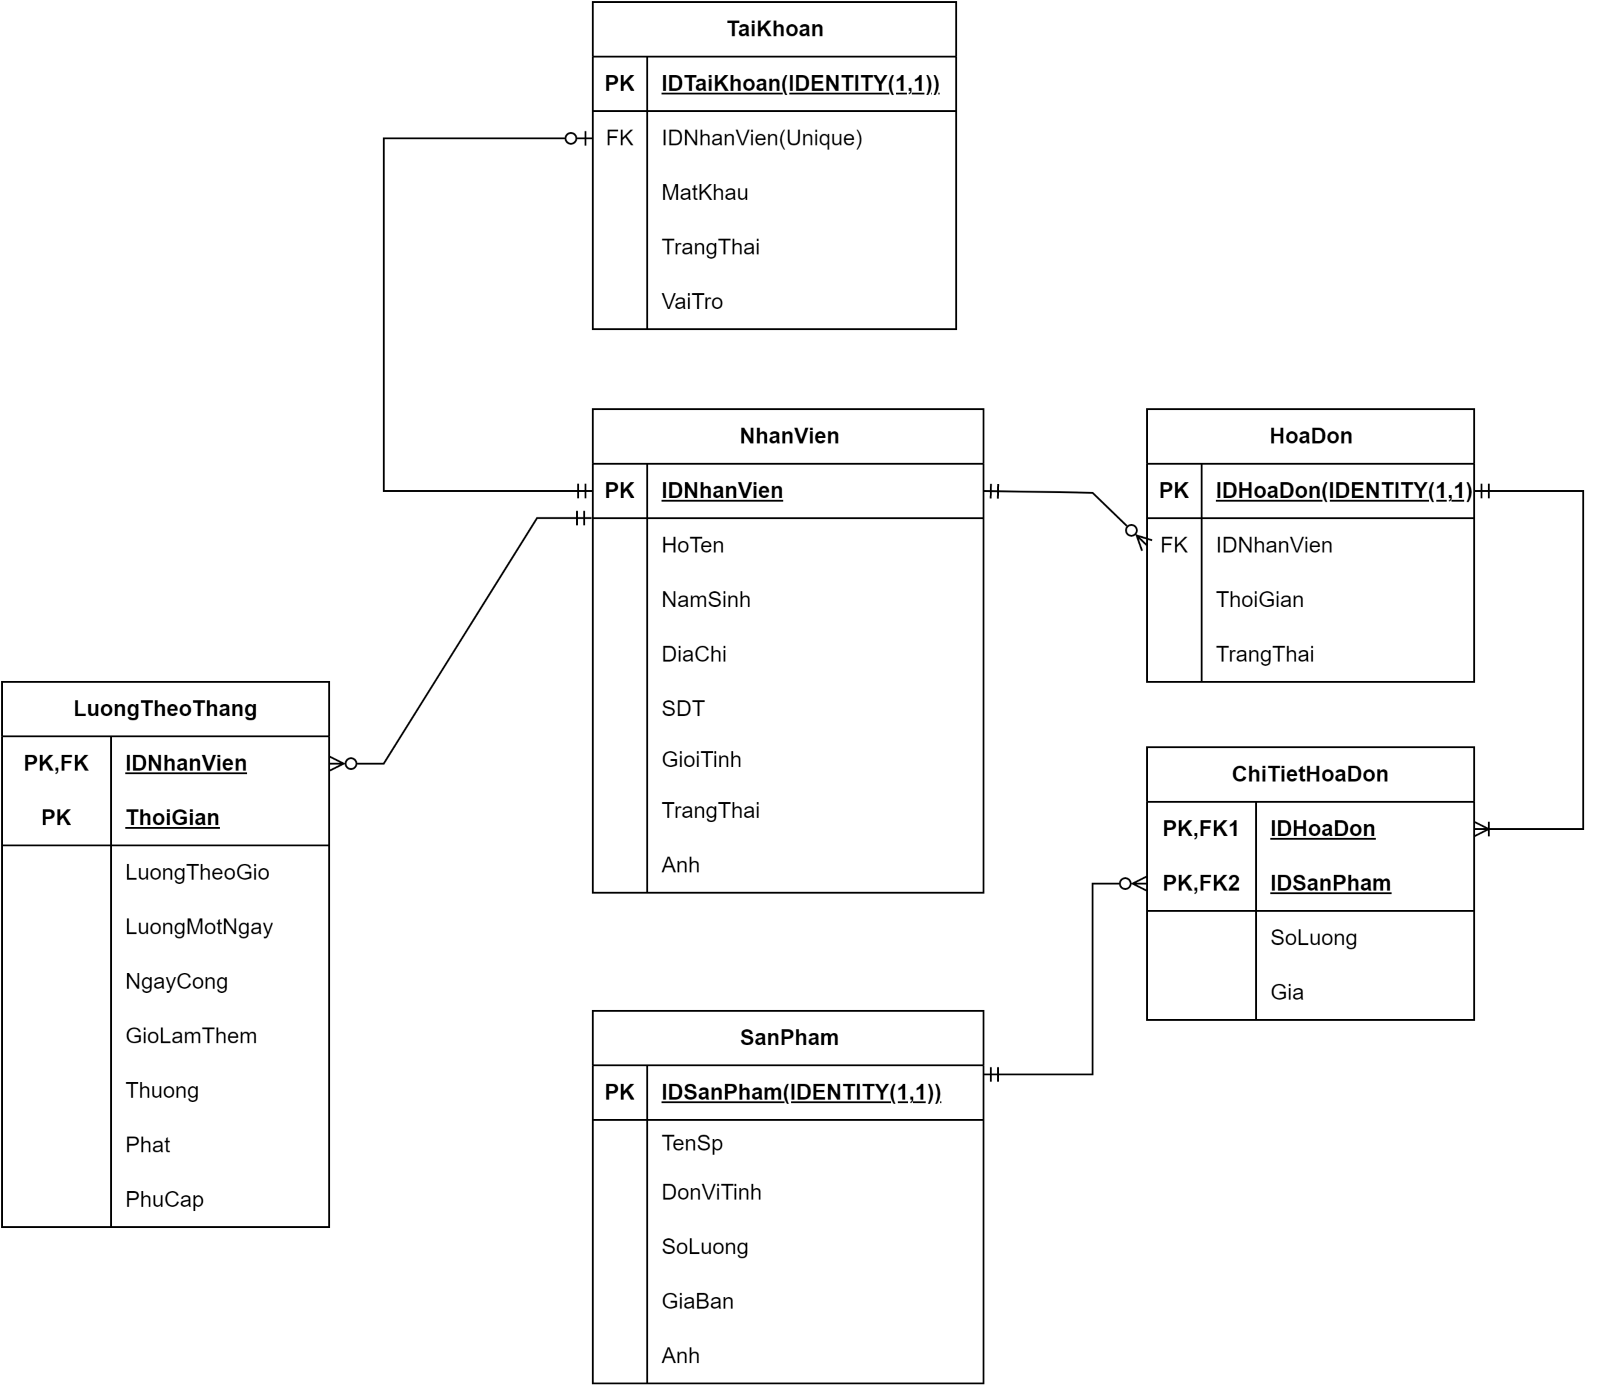 TaiKhoan
PK IDTaiKhoan(IDENTITY(1,1))
FK IDNhanVien(Unique)
MatKhau
TrangThai
VaiTro
NhanVien
PK IDNhanVien
HoTen
NamSinh
DiaChi
SDT
GioiTinh
TrangThai
Anh
HoaDon
PK IDHoaDon(IDENTITY(1,1)
FK IDNhanVien
ThoiGian
TrangThai
LuongTheoThang
PK,FK IDNhanVien
PK ThoiGian
LuongTheoGio
LuongMotNgay
NgayCong
GioLamThem
Thuong
Phat
PhuCap
ChiTietHoaDon
PK,FK1 IDHoaDon
PK,FK2 IDSanPham
SoLuong
Gia
SanPham
PK IDSanPham(IDENTITY(1,1))
TenSp
DonViTinh
SoLuong
GiaBan
Anh